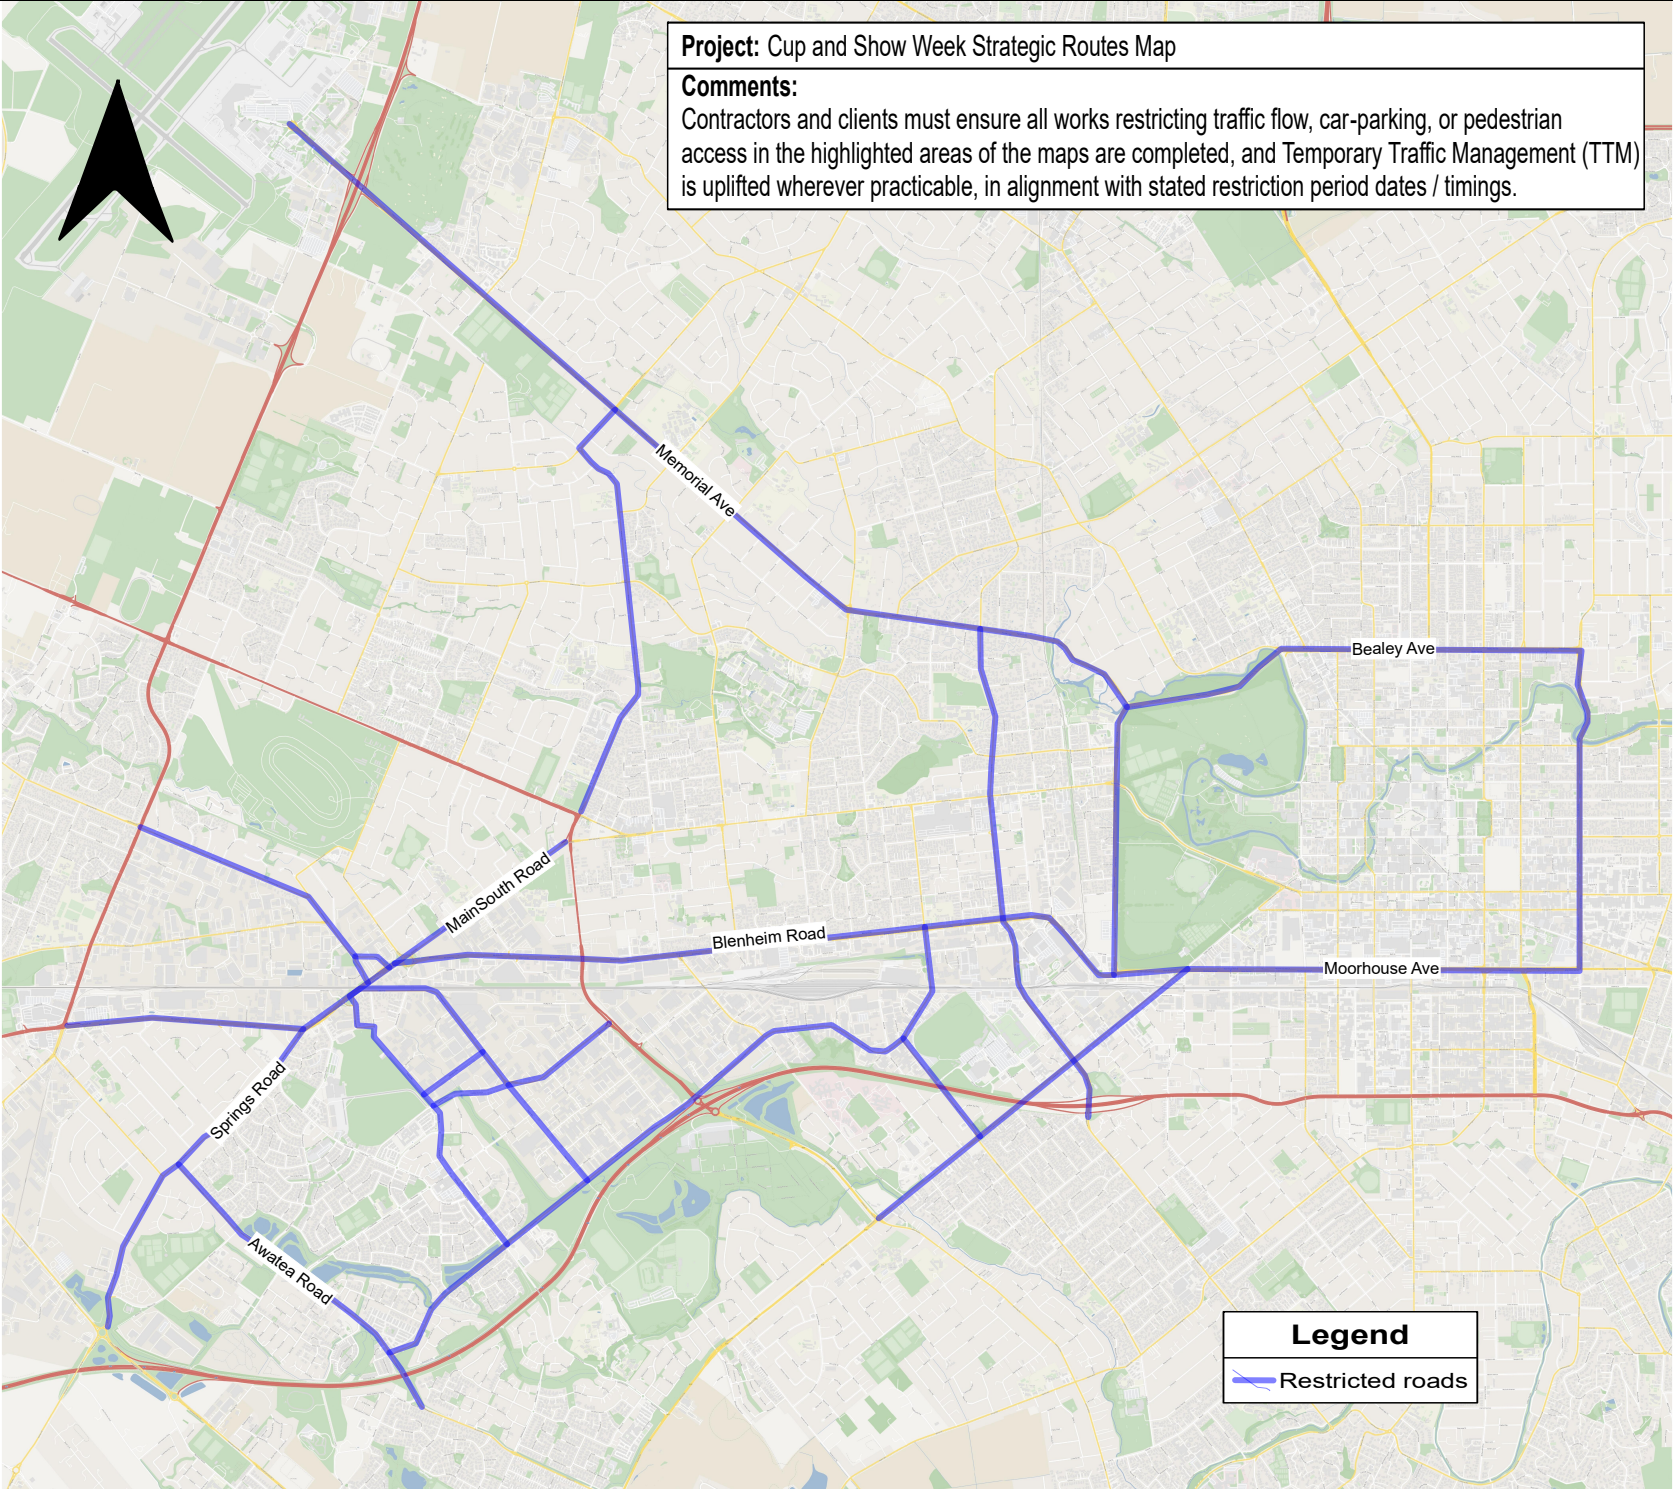 Project: Cup and Show Week Strategic Routes Map
Comments:
Contractors and clients must ensure all works restricting traffic flow, car-parking, or pedestrian
access in the highlighted areas of the maps are completed, and Temporary Traffic Management (TTM)
is uplifted wherever practicable, in alignment with stated restriction period dates / timings.
Memorial Ave
Bealey Ave
MainSouth Road
Blenheim Road
Moorhouse Ave
Springs Road
Awatea Road
Legend
Restricted roads